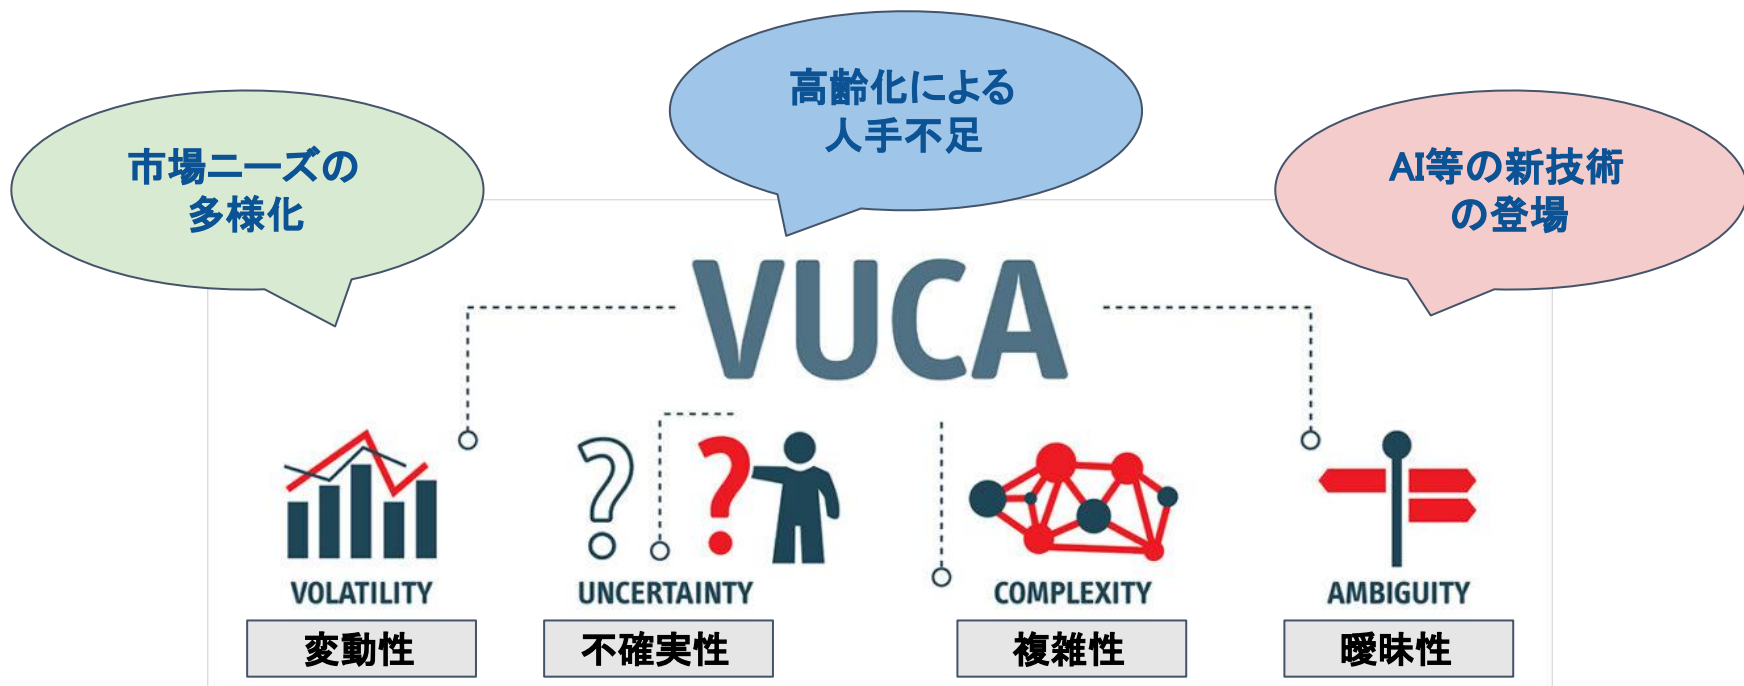 高齢化による
人手不足
市場ニーズの
多様化
AI等の新技術
の登場
VUCA
VOLATILITY
UNCERTAINTY
COMPLEXITY
AMBIGUITY
変動性
不確実性
複雑性
曖昧性